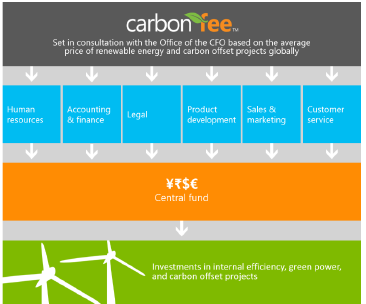 carbon fee™
Set in consultation with the Office of the CFO based on the average
price of renewable energy and carbon offset projects globally
Human
resources
Accounting
& finance
Legal
Product
development
Sales &
marketing
Customer
service
¥₹$€
Central fund
Investments in internal efficiency, green power,
and carbon offset projects